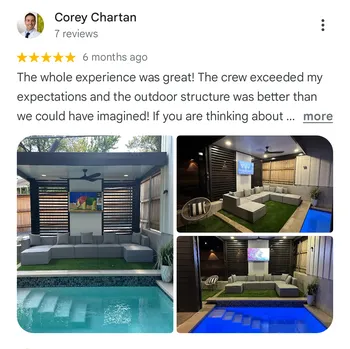 Corey Chartan
7 reviews
6 months ago
The whole experience was great! The crew exceeded my
expectations and the outdoor structure was better than
we could have imagined! If you are thinking about ... more